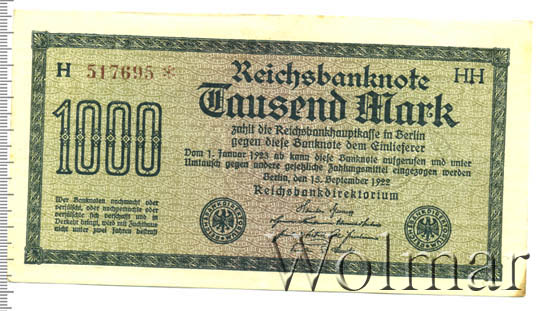 H 517695 * Reichsbanknote HH
1000 Tausend Mark
zahlt die Reichsbankhauptkasse in Berlin
gegen diese Banknote dem Einlieferer
Vom 1. Januar 1923 ab kann diese Banknote aufgerufen und unter
Umtausch gegen andere gesetzliche Zahlungsmittel eingezogen werden
Berlin, den 15. September 1922
Reichsbankdirektorium
Wer Banknoten nachmacht oder
verfälscht, oder nachgemachte oder
verfälschte sich verschafft und in
Verkehr bringt, wird mit Zuchthaus
nicht unter zwei Jahren bestraft
Wolmar